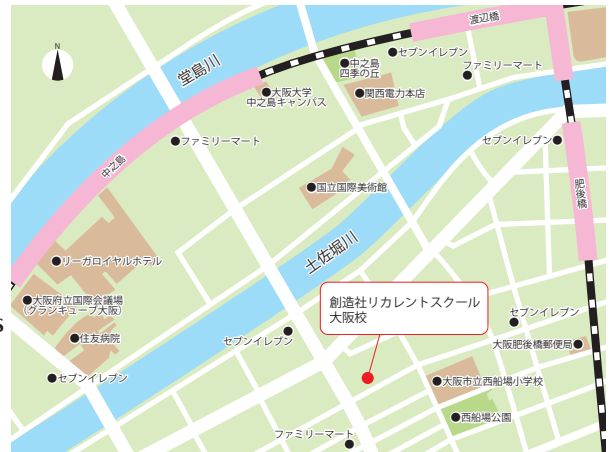 渡辺橋
N
セブンイレブン
中之島
四季の丘
ファミリーマート
堂島川
大阪大学
中之島キャンパス
関西電力本店
ファミリーマート
セブンイレブン
中之島
国立国際美術館
肥後橋
土佐堀川
リーガロイヤルホテル
創造社リカレントスクール
大阪校
大阪府立国際会議場
(グランキューブ大阪)
S
セブンイレブン
住友病院
セブンイレブン
大阪肥後橋郵便局
セブンイレブン
大阪市立西船場小学校
西船場公園
ファミリーマート